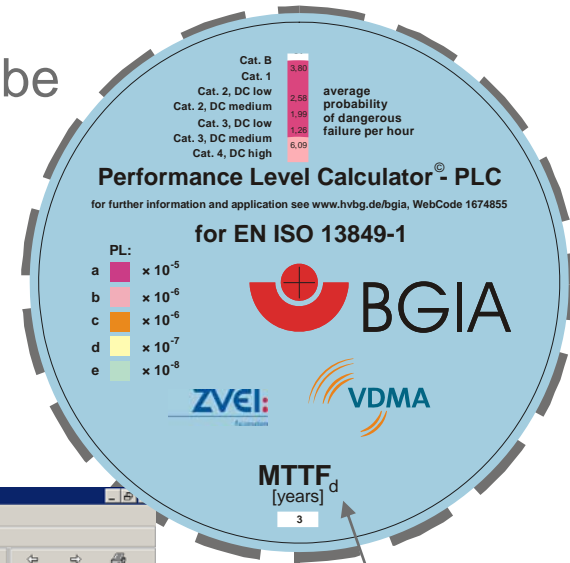 be
Cat. B
Cat. 1
Cat. 2, DC low
Cat. 2, DC medium
Cat. 3, DC low
Cat. 3, DC medium
Cat. 4, DC high
3,80
2,58
1,99
1,26
6,09
average
probability
of dangerous
failure per hour
Performance Level Calculator© - PLC
for further information and application see www.hvbg.de/bgia, WebCode 1674855
for EN ISO 13849-1
PL:
a × 10-5
b × 10-6
c × 10-6
d × 10-7
e × 10-8
BGIA
ZVEI:
VDMA
MTTFd
[years]
3